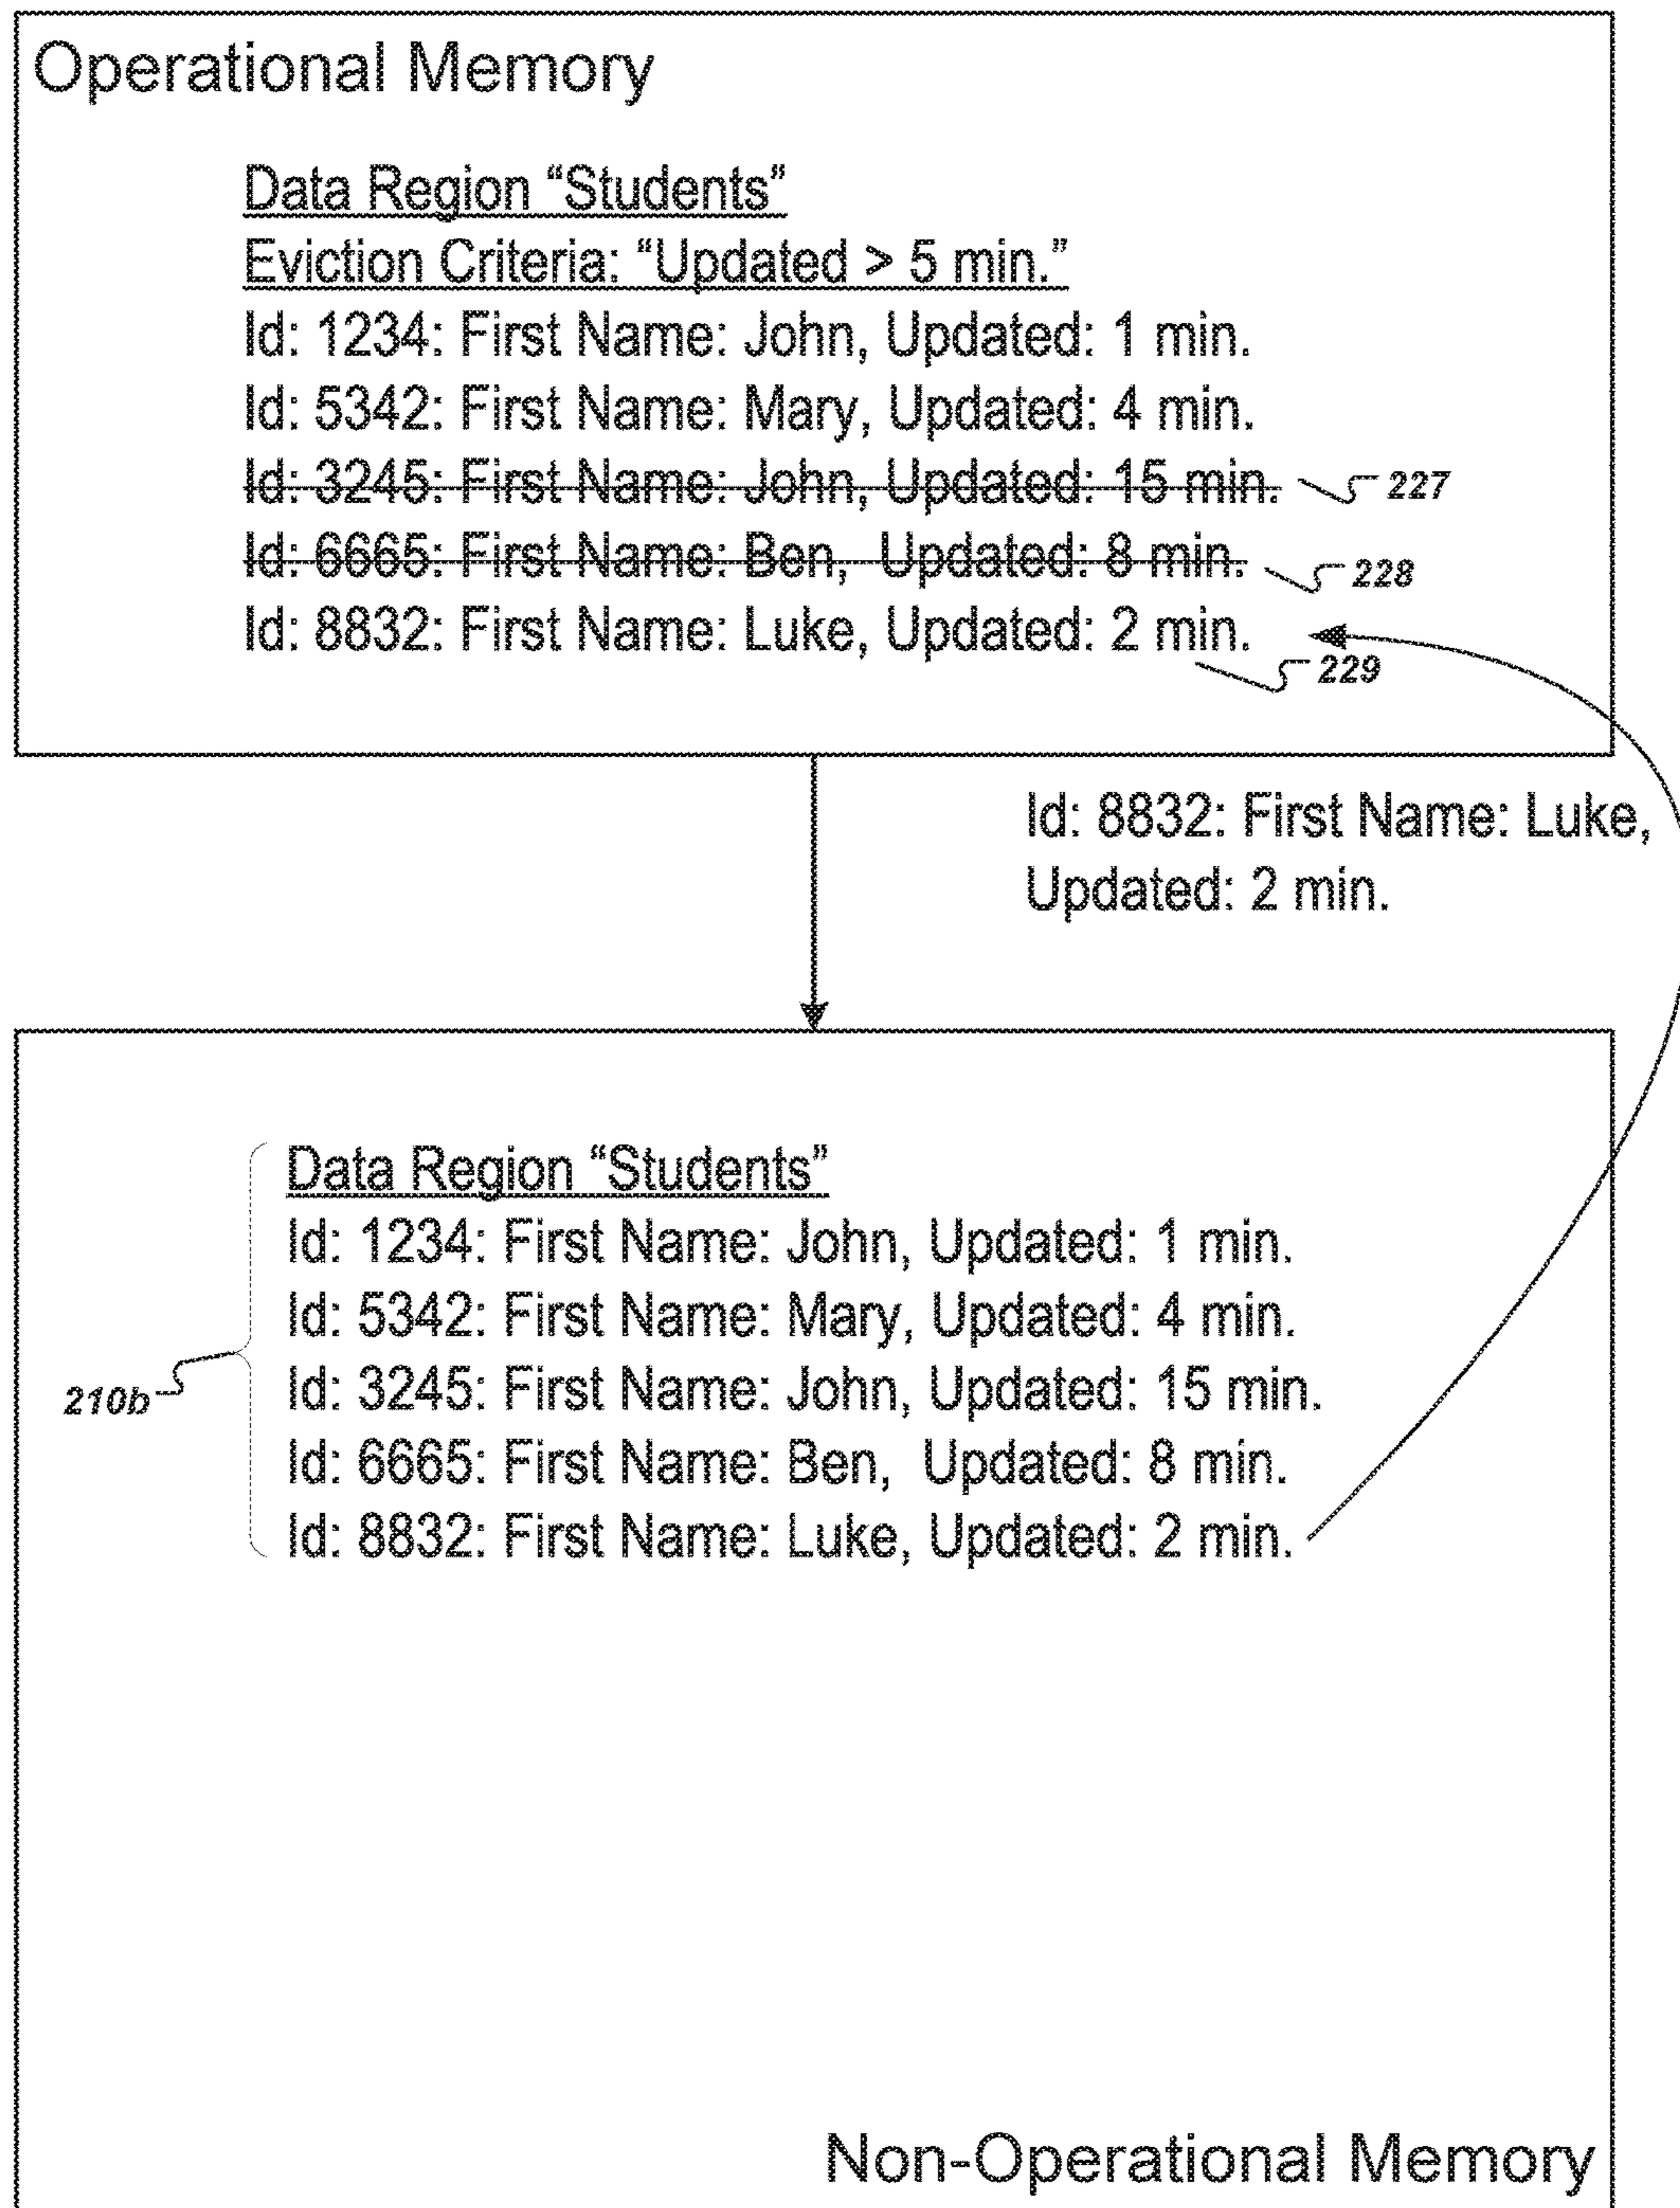 Operational Memory
Data Region “Students”
Eviction Criteria: “Updated > 5 min.”
Id: 1234: First Name: John, Updated: 1 min.
Id: 5342: First Name: Mary, Updated: 4 min.
Id: 3245: First Name: John, Updated: 15 min. 227
Id: 6665: First Name: Ben, Updated: 8 min. 228
Id: 8832: First Name: Luke, Updated: 2 min.
229
Id: 8832: First Name: Luke,
Updated: 2 min.
Data Region “Students”
Id: 1234: First Name: John, Updated: 1 min.
Id: 5342: First Name: Mary, Updated: 4 min.
210b Id: 3245: First Name: John, Updated: 15 min.
Id: 6665: First Name: Ben, Updated: 8 min.
Id: 8832: First Name: Luke, Updated: 2 min.
Non-Operational Memory